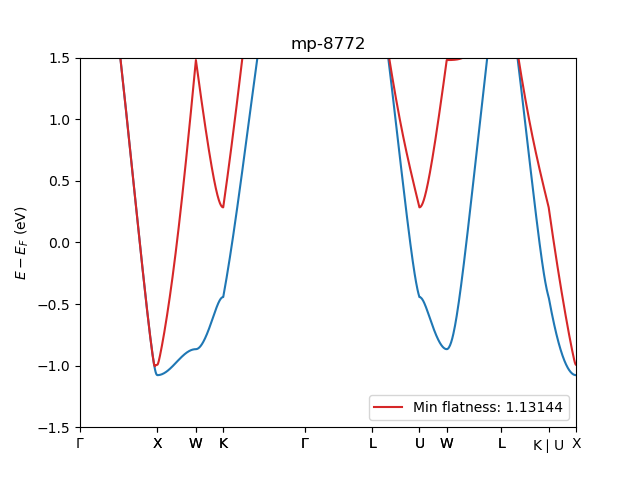 mp-8772
E − E_F (eV)
1.5
1.0
0.5
0.0
−0.5
−1.0
−1.5
Min flatness: 1.13144
Γ X W K Γ L U W L K | U X